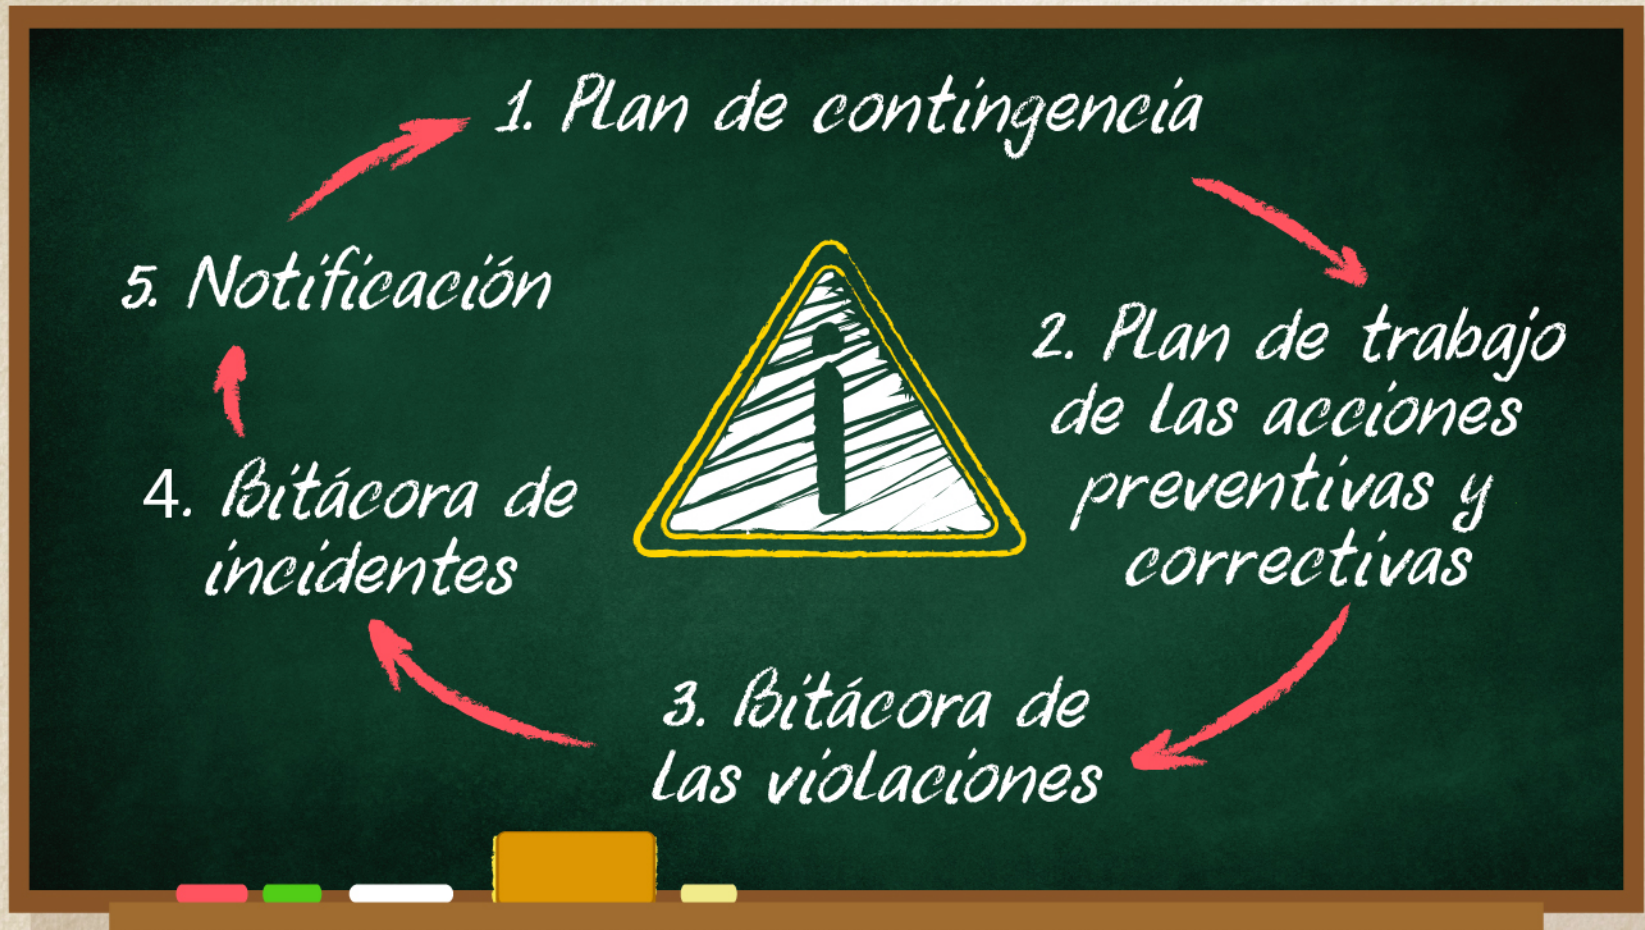 1. Plan de contingencia
2. Plan de trabajo
de las acciones
preventivas y
correctivas
3. Bitácora de
las violaciones
4. Bitácora de
incidentes
5. Notificación